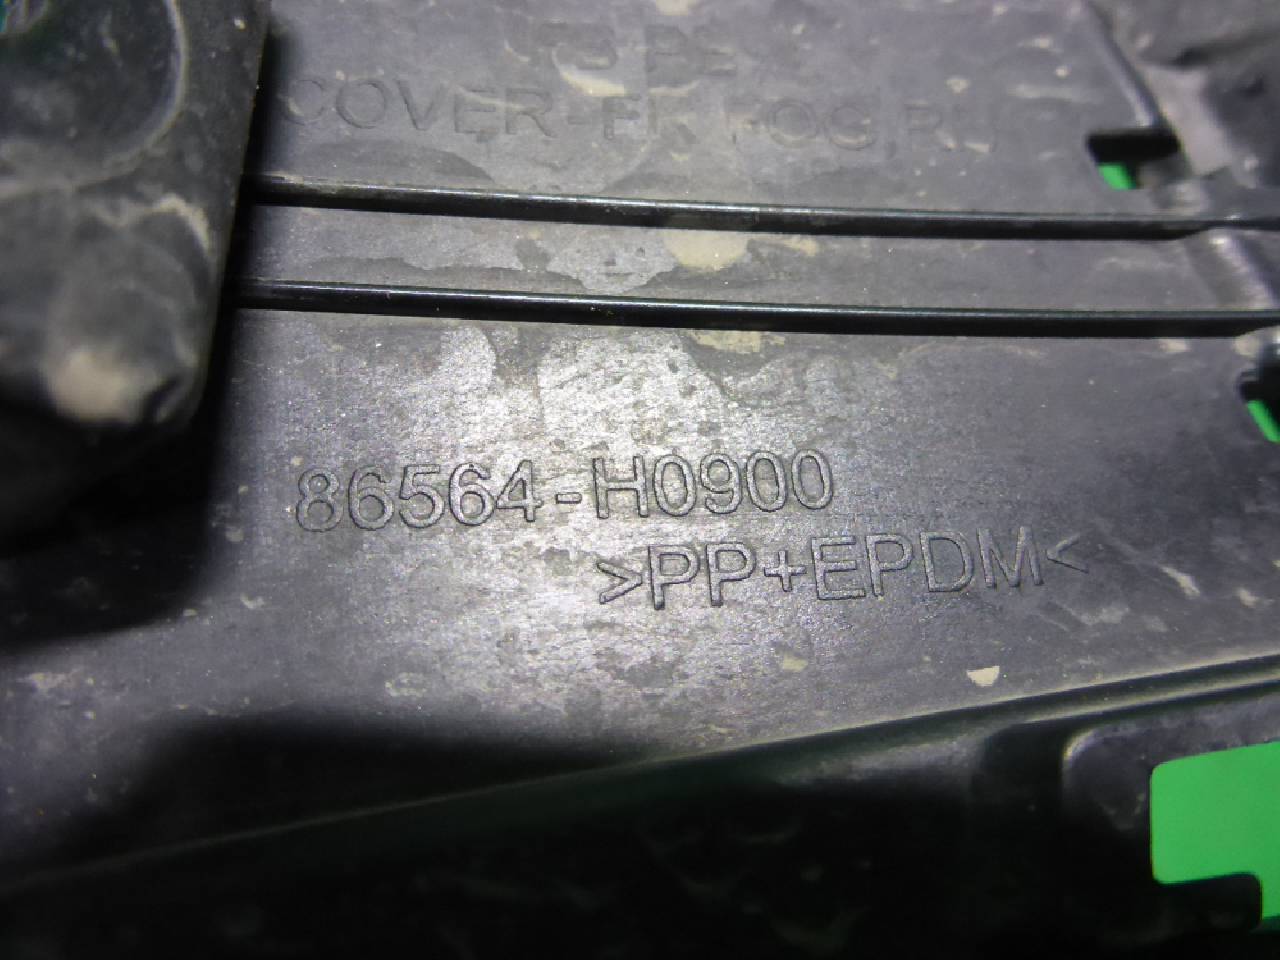 COVER-FR FOG,RH
86564-H0900
>PP+EPDM<